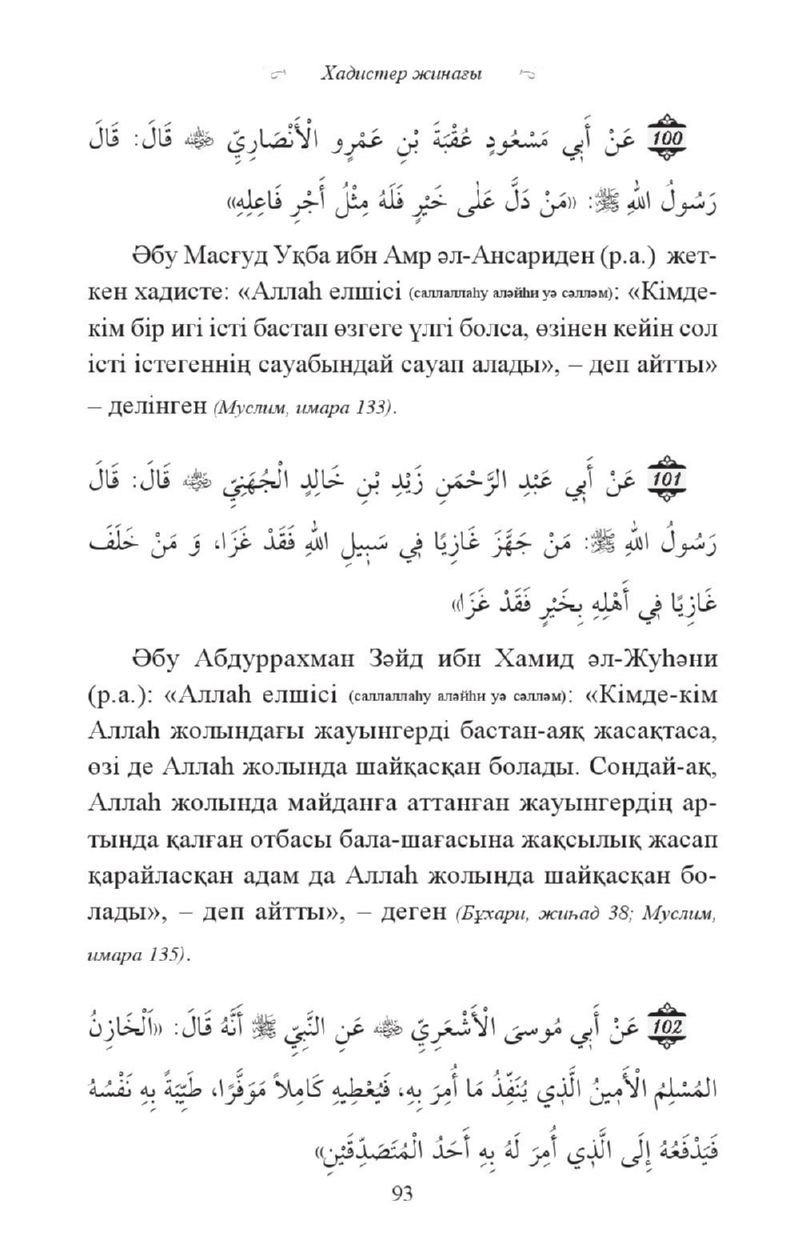 Хадистер жинағы
100 عَنْ أَبِي مَسْعُودٍ عُقْبَةَ بْنِ عَمْرٍو الْأَنْصَارِيِّ ﷺ قَالَ: قَالَ
رَسُولُ اللهِ ﷺ: «مَنْ دَلَّ عَلَى خَيْرٍ فَلَهُ مِثْلُ أَجْرِ فَاعِلِهِ»
Әбу Масғуд Уқба ибн Амр әл-Ансариден (р.а.) жет-
кен хадисте: «Аллаһ елшісі (саллаллаһу аләйһи уә сәлләм): «Кімде-
кім бір игі істі бастап өзгеге үлгі болса, өзінен кейін сол
істі істегеннің сауабындай сауап алады», – деп айтты»
– делінген (Муслим, имара 133).
101 عَنْ أَبِي عَبْدِ الرَّحْمَنِ زَيْدِ بْنِ خَالِدٍ الْجُهَنِيِّ ﷺ قَالَ: قَالَ
رَسُولُ اللهِ ﷺ: مَنْ جَهَّزَ غَازِيًا فِي سَبِيلِ اللهِ فَقَدْ غَزَا، وَ مَنْ خَلَفَ
غَازِيًا فِي أَهْلِهِ بِخَيْرٍ فَقَدْ غَزَا»
Әбу Абдуррахман Зәйд ибн Хамид әл-Жуһәни
(р.а.): «Аллаһ елшісі (саллаллаһу аләйһи уә сәлләм): «Кімде-кім
Аллаһ жолындағы жауынгерді бастан-аяқ жасақтаса,
өзі де Аллаһ жолында шайқасқан болады. Сондай-ақ,
Аллаһ жолында майданға аттанған жауынгердің ар-
тында қалған отбасы бала-шағасына жақсылық жасап
қарайласқан адам да Аллаһ жолында шайқасқан бо-
лады», – деп айтты», – деген (Бұхари, жиһад 38; Муслим,
имара 135).
102 عَنْ أَبِي مُوسىَ الْأَشْعَرِيِّ ﷺ عَنِ النَّبِيِّ ﷺ أَنَّهُ قَالَ: «اَلْخَازِنُ
المُسْلِمُ الْأَمِينُ الَّذِي يُنَفِّذُ مَا أُمِرَ بِهِ، فَيُعْطِيهِ كَامِلاً مَوَفَّرًا، طَيِّبَةً بِهِ نَفْسُهُ
فَيَدْفَعُهُ إِلَى الَّذِي أُمِرَ لَهُ بِهِ أَحَدُ الْمُتَصَدِّقَيْنِ»
93